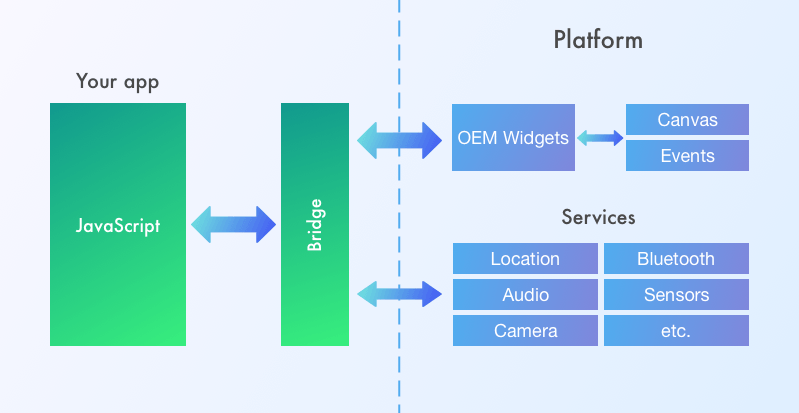 Platform
Your app
JavaScript
Bridge
OEM Widgets
Canvas
Events
Services
Location
Bluetooth
Audio
Sensors
Camera
etc.